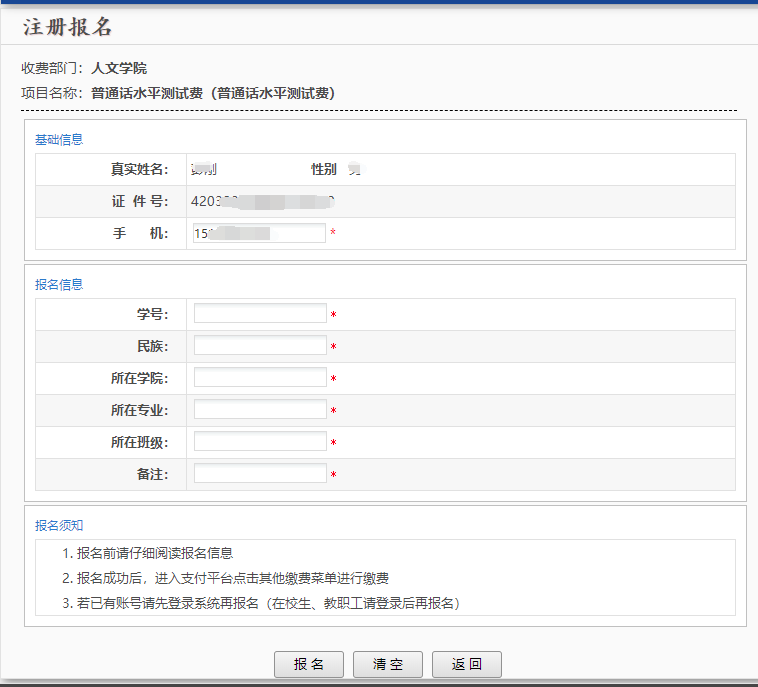 注册报名
收费部门：人文学院
项目名称：普通话水平测试费（普通话水平测试费）
基础信息
真实姓名： 性别
证 件 号： 4203
手 机： 15 *
报名信息
学号： *
民族： *
所在学院： *
所在专业： *
所在班级： *
备注： *
报名须知
1. 报名前请仔细阅读报名信息
2. 报名成功后，进入支付平台点击其他缴费菜单进行缴费
3. 若已有账号请先登录系统再报名（在校生、教职工请登录后再报名）
报 名 清 空 返 回